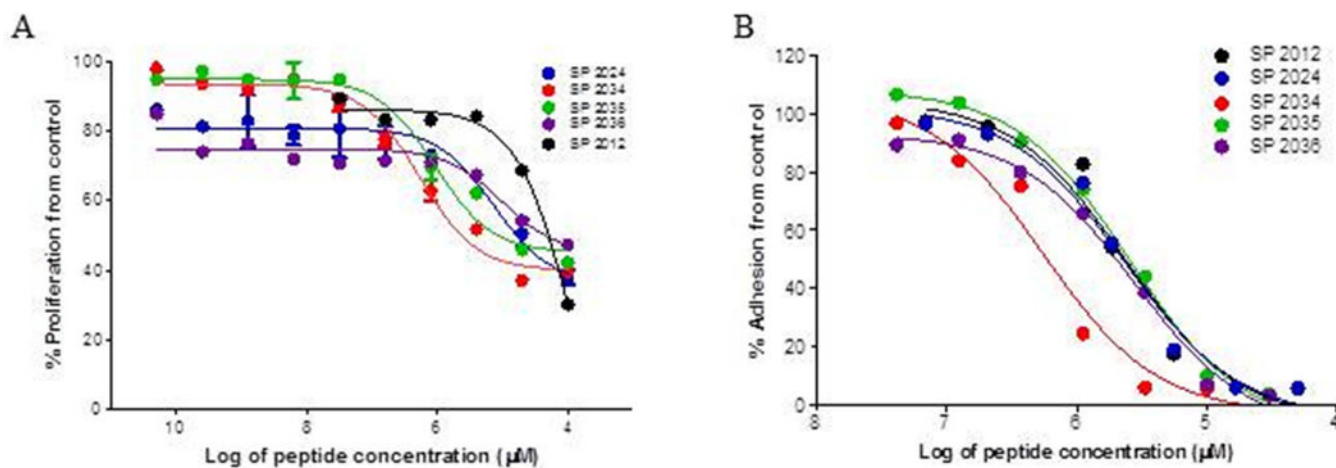 A
B
% Proliferation from control
100
80
60
40
20
0
10
8
6
4
Log of peptide concentration (µM)
SP 2024
SP 2034
SP 2035
SP 2036
SP 2012
% Adhesion from control
120
100
80
60
40
20
0
8
7
6
5
4
Log of peptide concentration (µM)
SP 2012
SP 2024
SP 2034
SP 2035
SP 2036